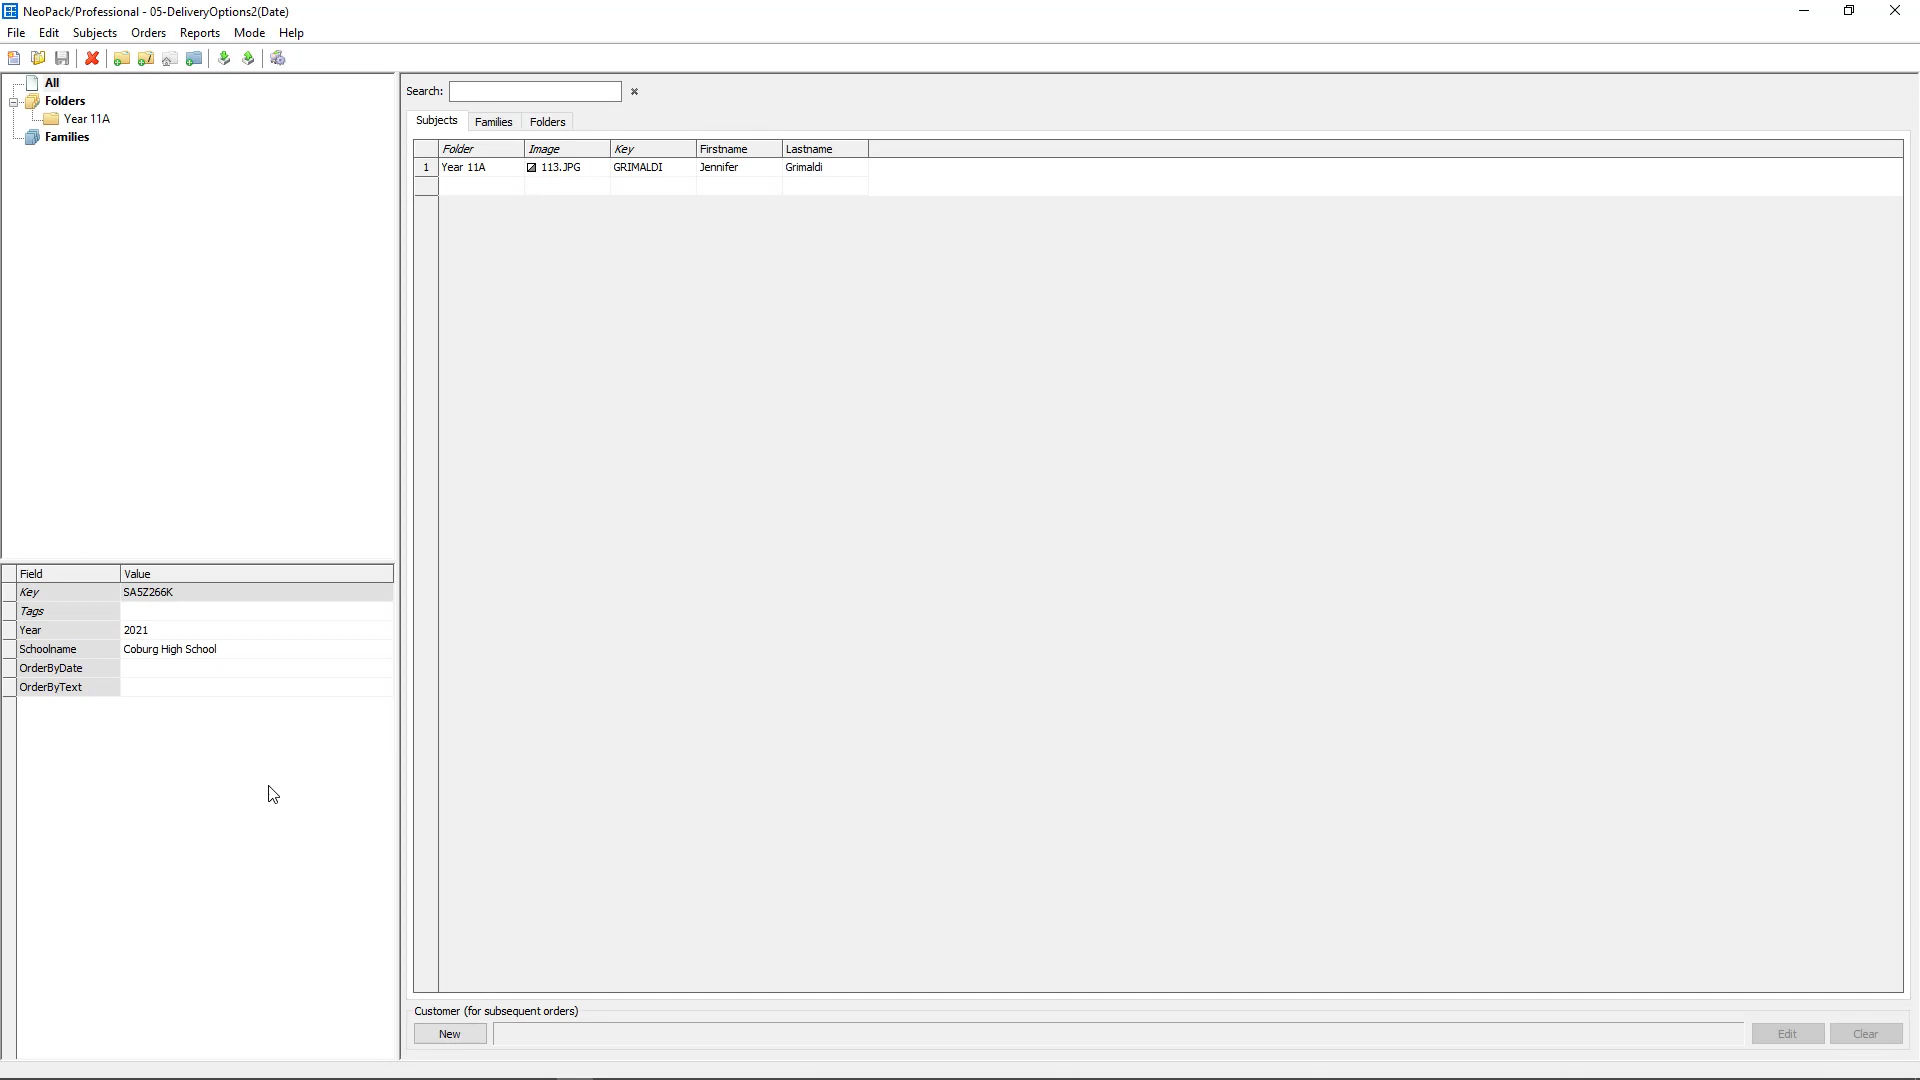 NeoPack/Professional - 05-DeliveryOptions2(Date)
File Edit Subjects Orders Reports Mode Help
All
Folders
Year 11A
Families
Search:
Subjects Families Folders
Folder Image Key Firstname Lastname
1 Year 11A 113.JPG GRIMALDI Jennifer Grimaldi
Field Value
Key SA5Z266K
Tags
Year 2021
Schoolname Coburg High School
OrderByDate
OrderByText
Customer (for subsequent orders)
New Edit Clear